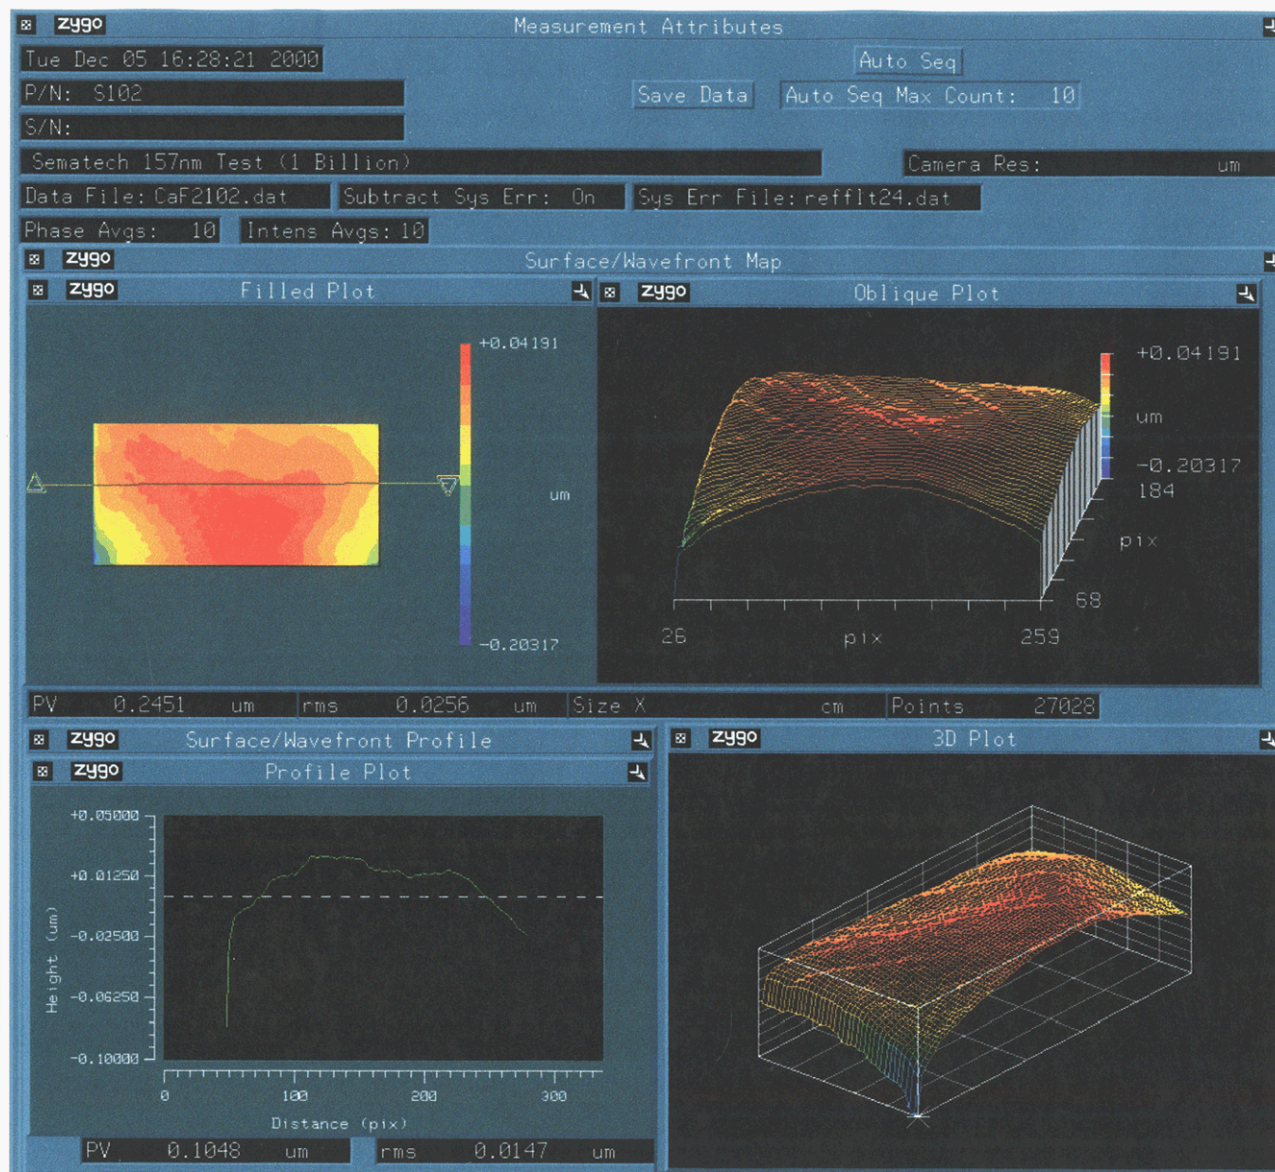 zygo Measurement Attributes
Tue Dec 05 16:28:21 2000
Auto Seq
P/N: S102
Save Data
Auto Seq Max Count: 10
S/N:
Sematech 157nm Test (1 Billion)
Camera Res: um
Data File: CaF2102.dat
Subtract Sys Err: On
Sys Err File: refflt24.dat
Phase Avgs: 10
Intens Avgs: 10
zygo Surface/Wavefront Map
zygo Filled Plot
+0.04191
um
-0.20317
zygo Oblique Plot
+0.04191
um
-0.20317
184
pix
68
26 pix 259
PV 0.2451 um
rms 0.0256 um
Size X cm
Points 27028
zygo Surface/Wavefront Profile
zygo Profile Plot
+0.05000
+0.01250
-0.02500
-0.06250
-0.10000
Height (um)
0 100 200 300
Distance (pix)
PV 0.1048 um
rms 0.0147 um
zygo 3D Plot